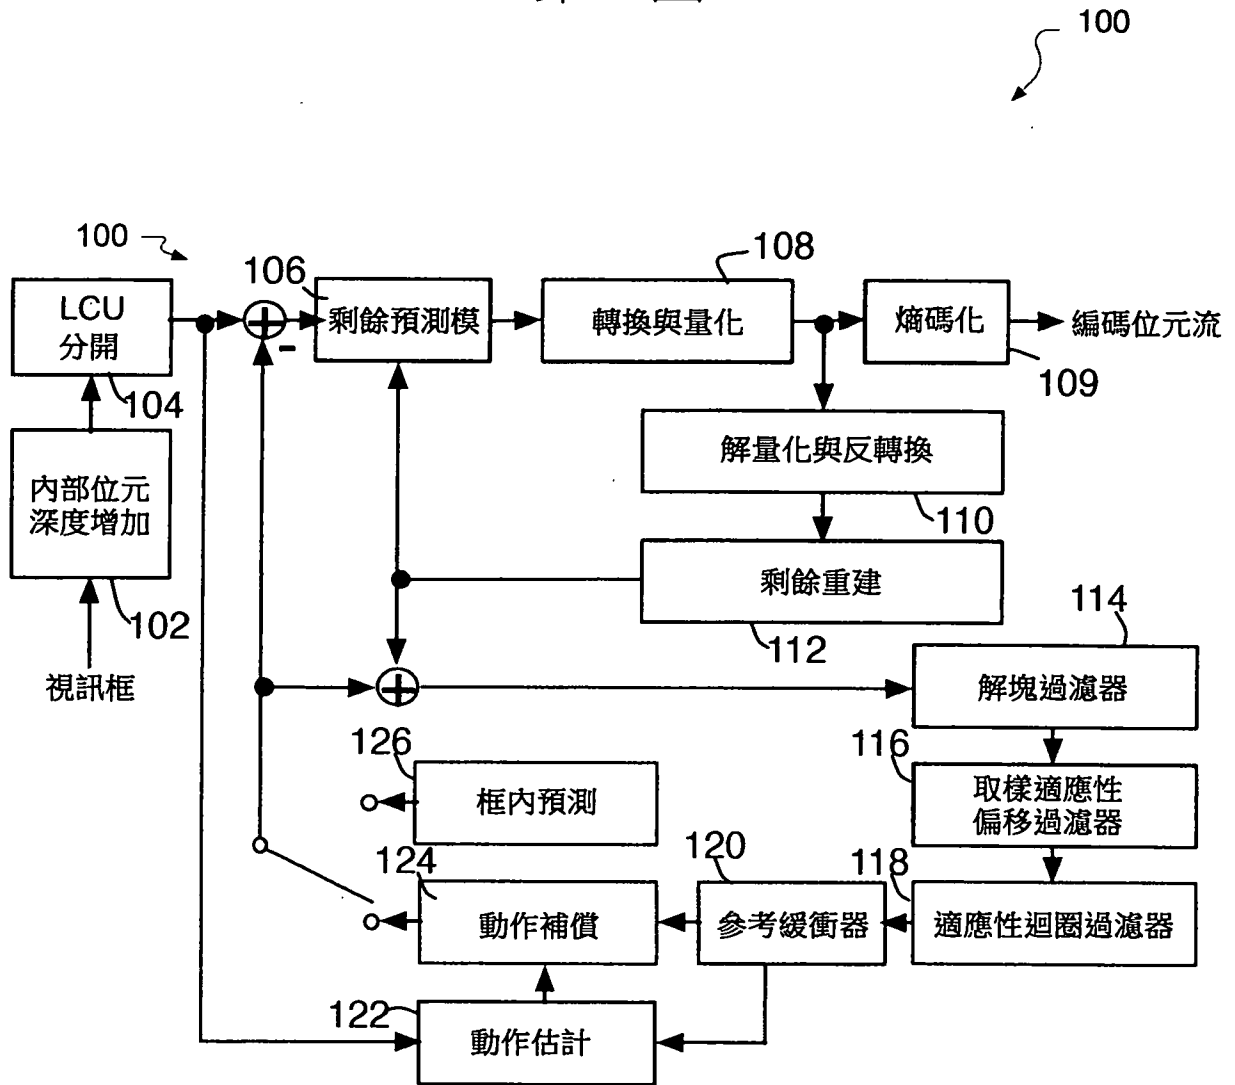 100
100
LCU
分開
104
內部位元
深度增加
102
視訊框
-
106
剩餘預測模
108
轉換與量化
熵碼化
109
編碼位元流
解量化與反轉換
110
剩餘重建
112
114
解塊過濾器
116
取樣適應性
偏移過濾器
118
適應性迴圈過濾器
120
參考緩衝器
126
框內預測
124
動作補償
122
動作估計